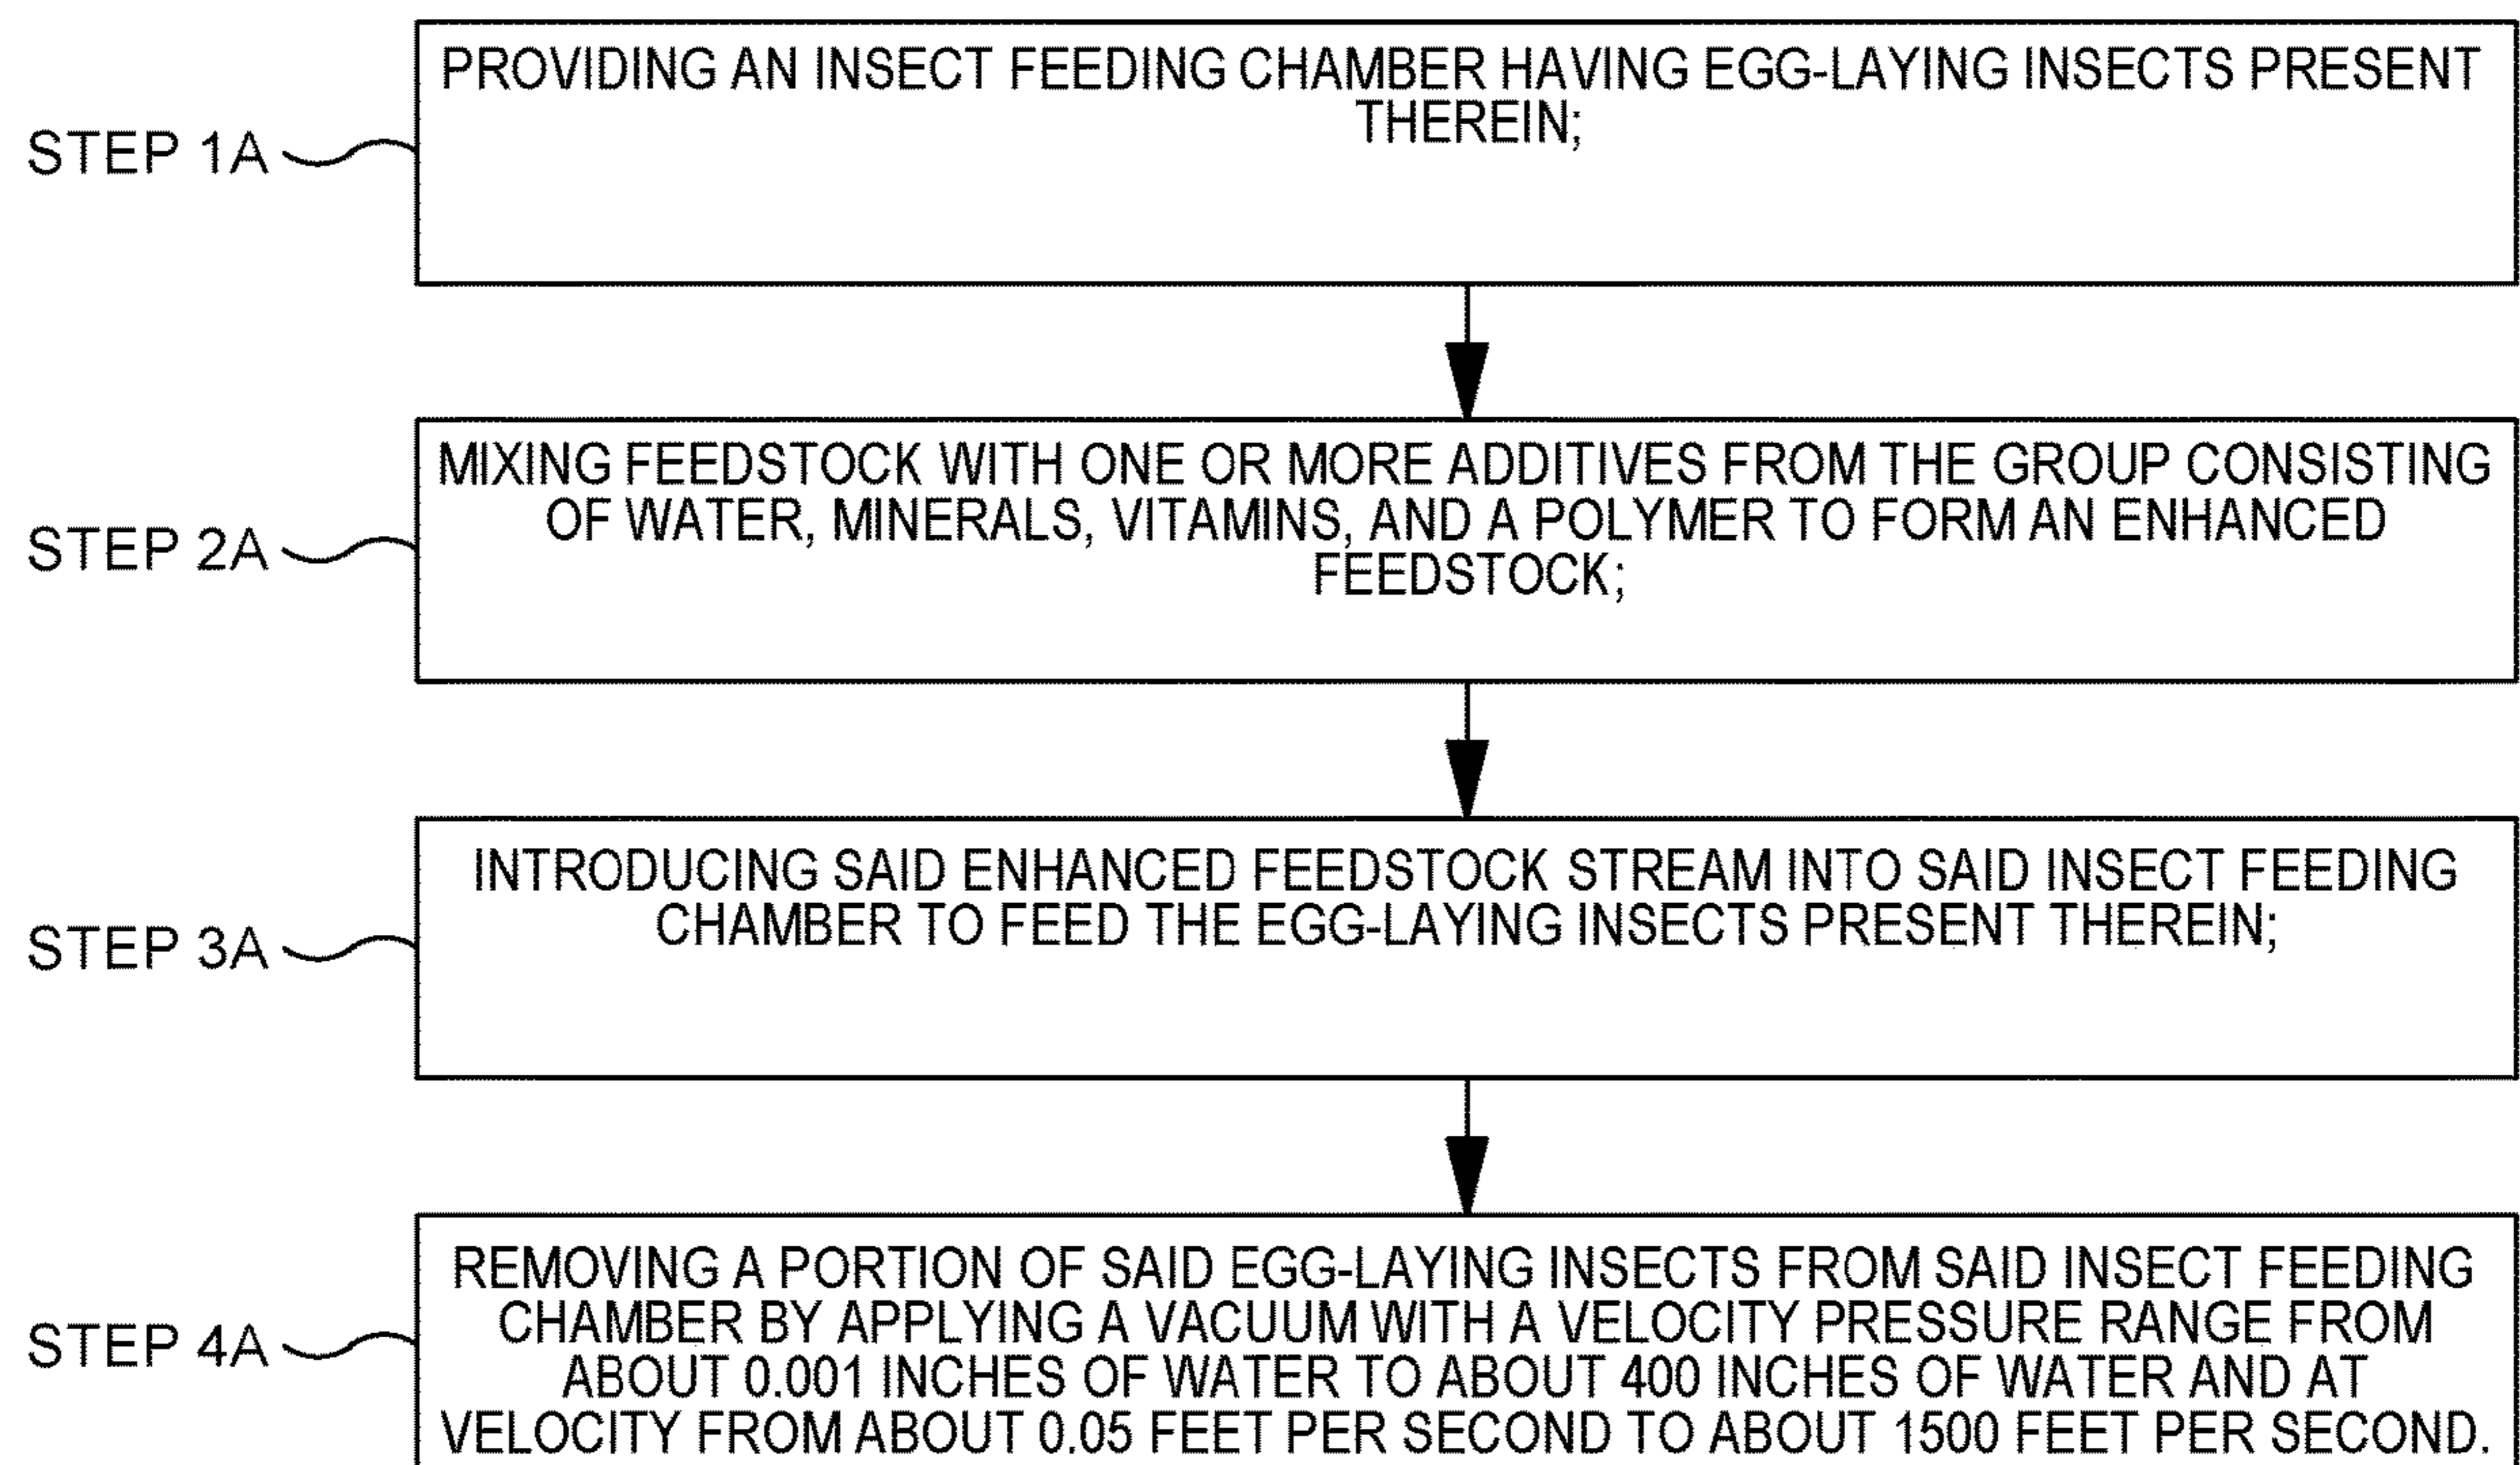 PROVIDING AN INSECT FEEDING CHAMBER HAVING EGG-LAYING INSECTS PRESENT
THEREIN;
STEP 1A
MIXING FEEDSTOCK WITH ONE OR MORE ADDITIVES FROM THE GROUP CONSISTING
OF WATER, MINERALS, VITAMINS, AND A POLYMER TO FORM AN ENHANCED
FEEDSTOCK;
STEP 2A
INTRODUCING SAID ENHANCED FEEDSTOCK STREAM INTO SAID INSECT FEEDING
CHAMBER TO FEED THE EGG-LAYING INSECTS PRESENT THEREIN;
STEP 3A
REMOVING A PORTION OF SAID EGG-LAYING INSECTS FROM SAID INSECT FEEDING
CHAMBER BY APPLYING A VACUUM WITH A VELOCITY PRESSURE RANGE FROM
ABOUT 0.001 INCHES OF WATER TO ABOUT 400 INCHES OF WATER AND AT
VELOCITY FROM ABOUT 0.05 FEET PER SECOND TO ABOUT 1500 FEET PER SECOND.
STEP 4A